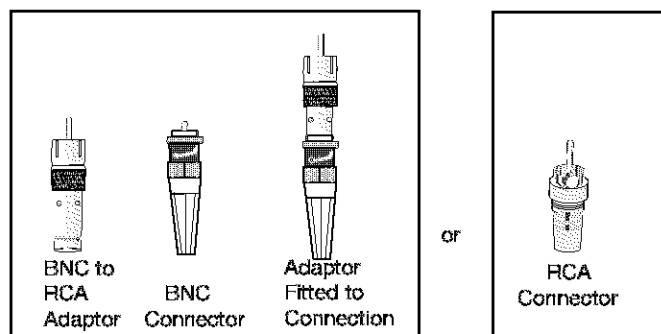 BNC to
RCA
Adaptor
BNC
Connector
Adaptor
Fitted to
Connection
or
RCA
Connector